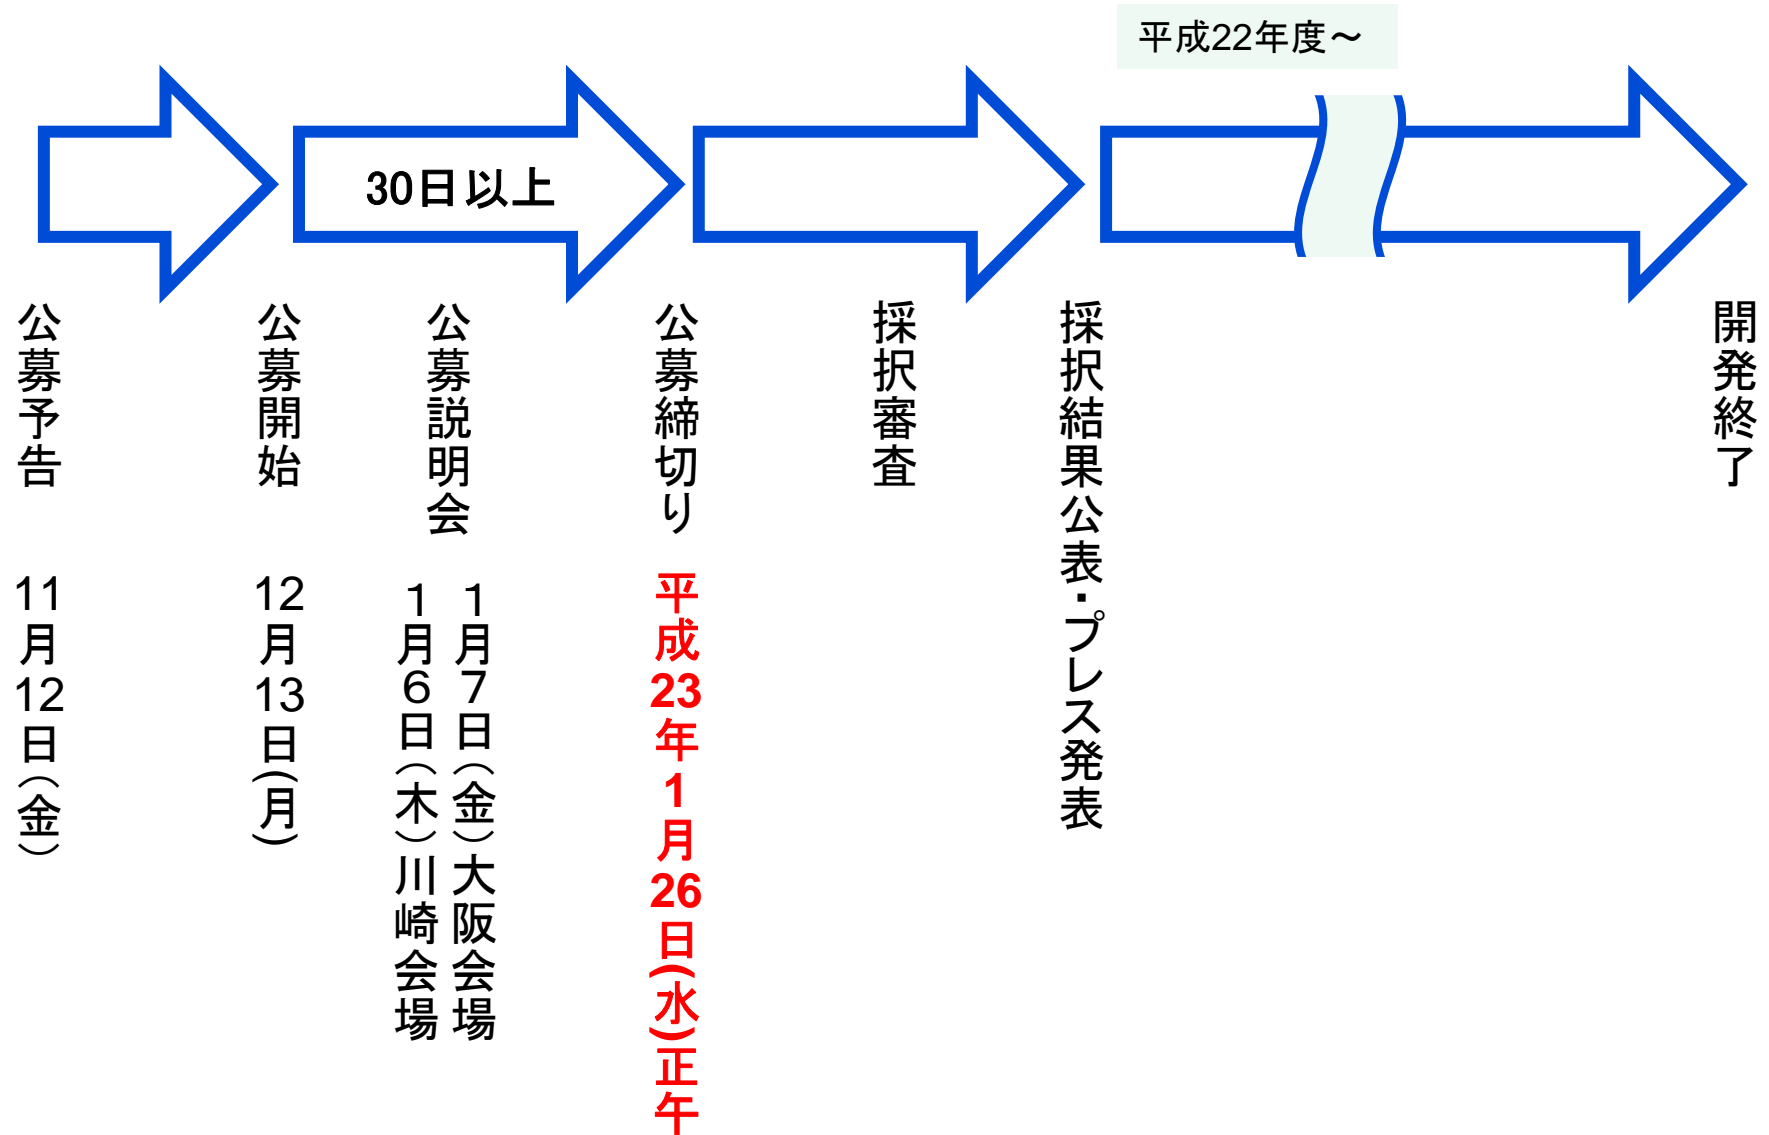 平成22年度～
30日以上
公募予告 11月12日（金）
公募開始 12月13日(月)
公募説明会
１月７日（金）大阪会場
１月６日（木）川崎会場
公募締切り 平成23年1月26日(水)正午
採択審査
採択結果公表・プレス発表
開発終了